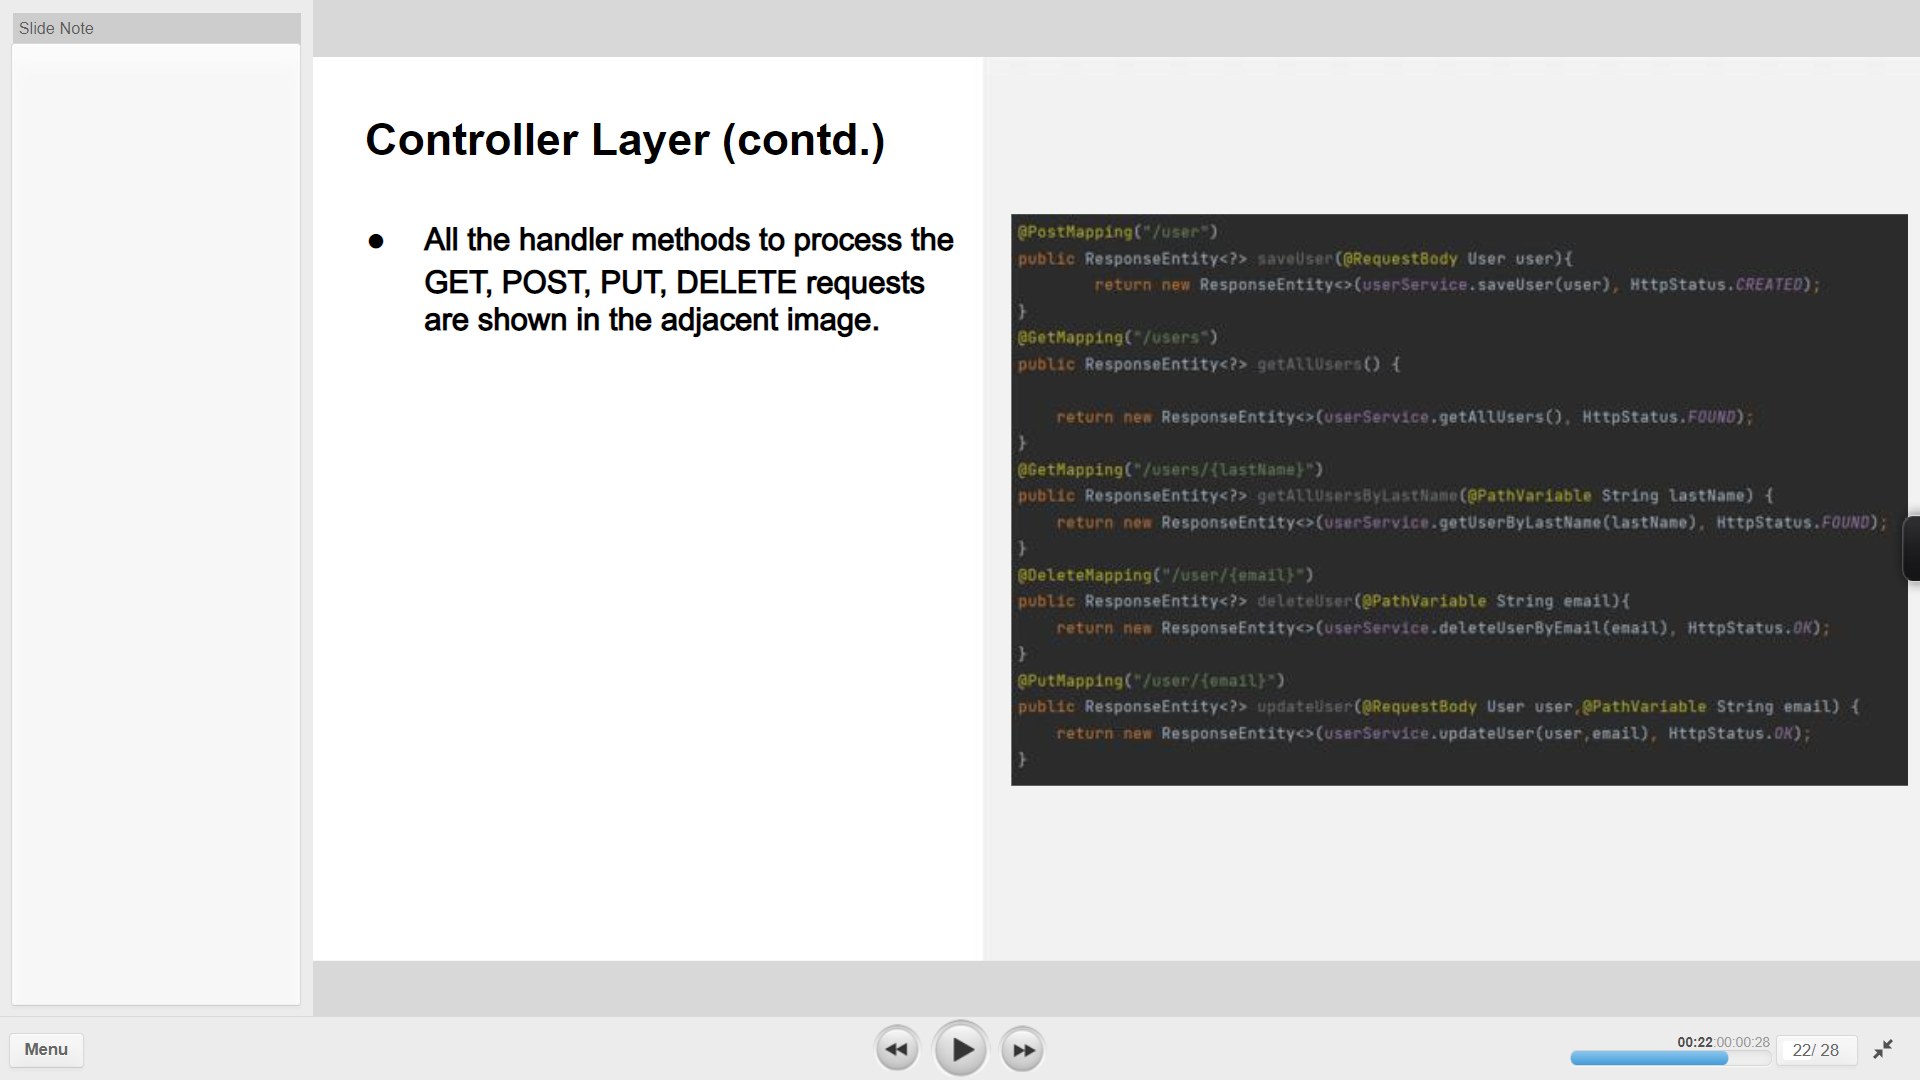 Slide Note
Controller Layer (contd.)
● All the handler methods to process the
GET, POST, PUT, DELETE requests
are shown in the adjacent image.
@PostMapping("/user")
public ResponseEntity<?> saveUser(@RequestBody User user){
return new ResponseEntity<>(userService.saveUser(user), HttpStatus.CREATED);
}
@GetMapping("/users")
public ResponseEntity<?> getAllUsers() {
return new ResponseEntity<>(userService.getAllUsers(), HttpStatus.FOUND);
}
@GetMapping("/users/{lastName}")
public ResponseEntity<?> getAllUsersByLastName(@PathVariable String lastName) {
return new ResponseEntity<>(userService.getUserByLastName(lastName), HttpStatus.FOUND);
}
@DeleteMapping("/user/{email}")
public ResponseEntity<?> deleteUser(@PathVariable String email){
return new ResponseEntity<>(userService.deleteUserByEmail(email), HttpStatus.OK);
}
@PutMapping("/user/{email}")
public ResponseEntity<?> updateUser(@RequestBody User user,@PathVariable String email) {
return new ResponseEntity<>(userService.updateUser(user,email), HttpStatus.OK);
}
Menu
00:22:00:00:28
22/ 28